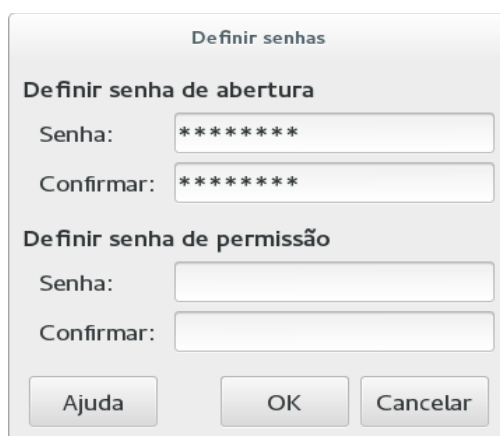 Definir senhas
Definir senha de abertura
Senha: ********
Confirmar: ********
Definir senha de permissão
Senha:
Confirmar:
Ajuda OK Cancelar